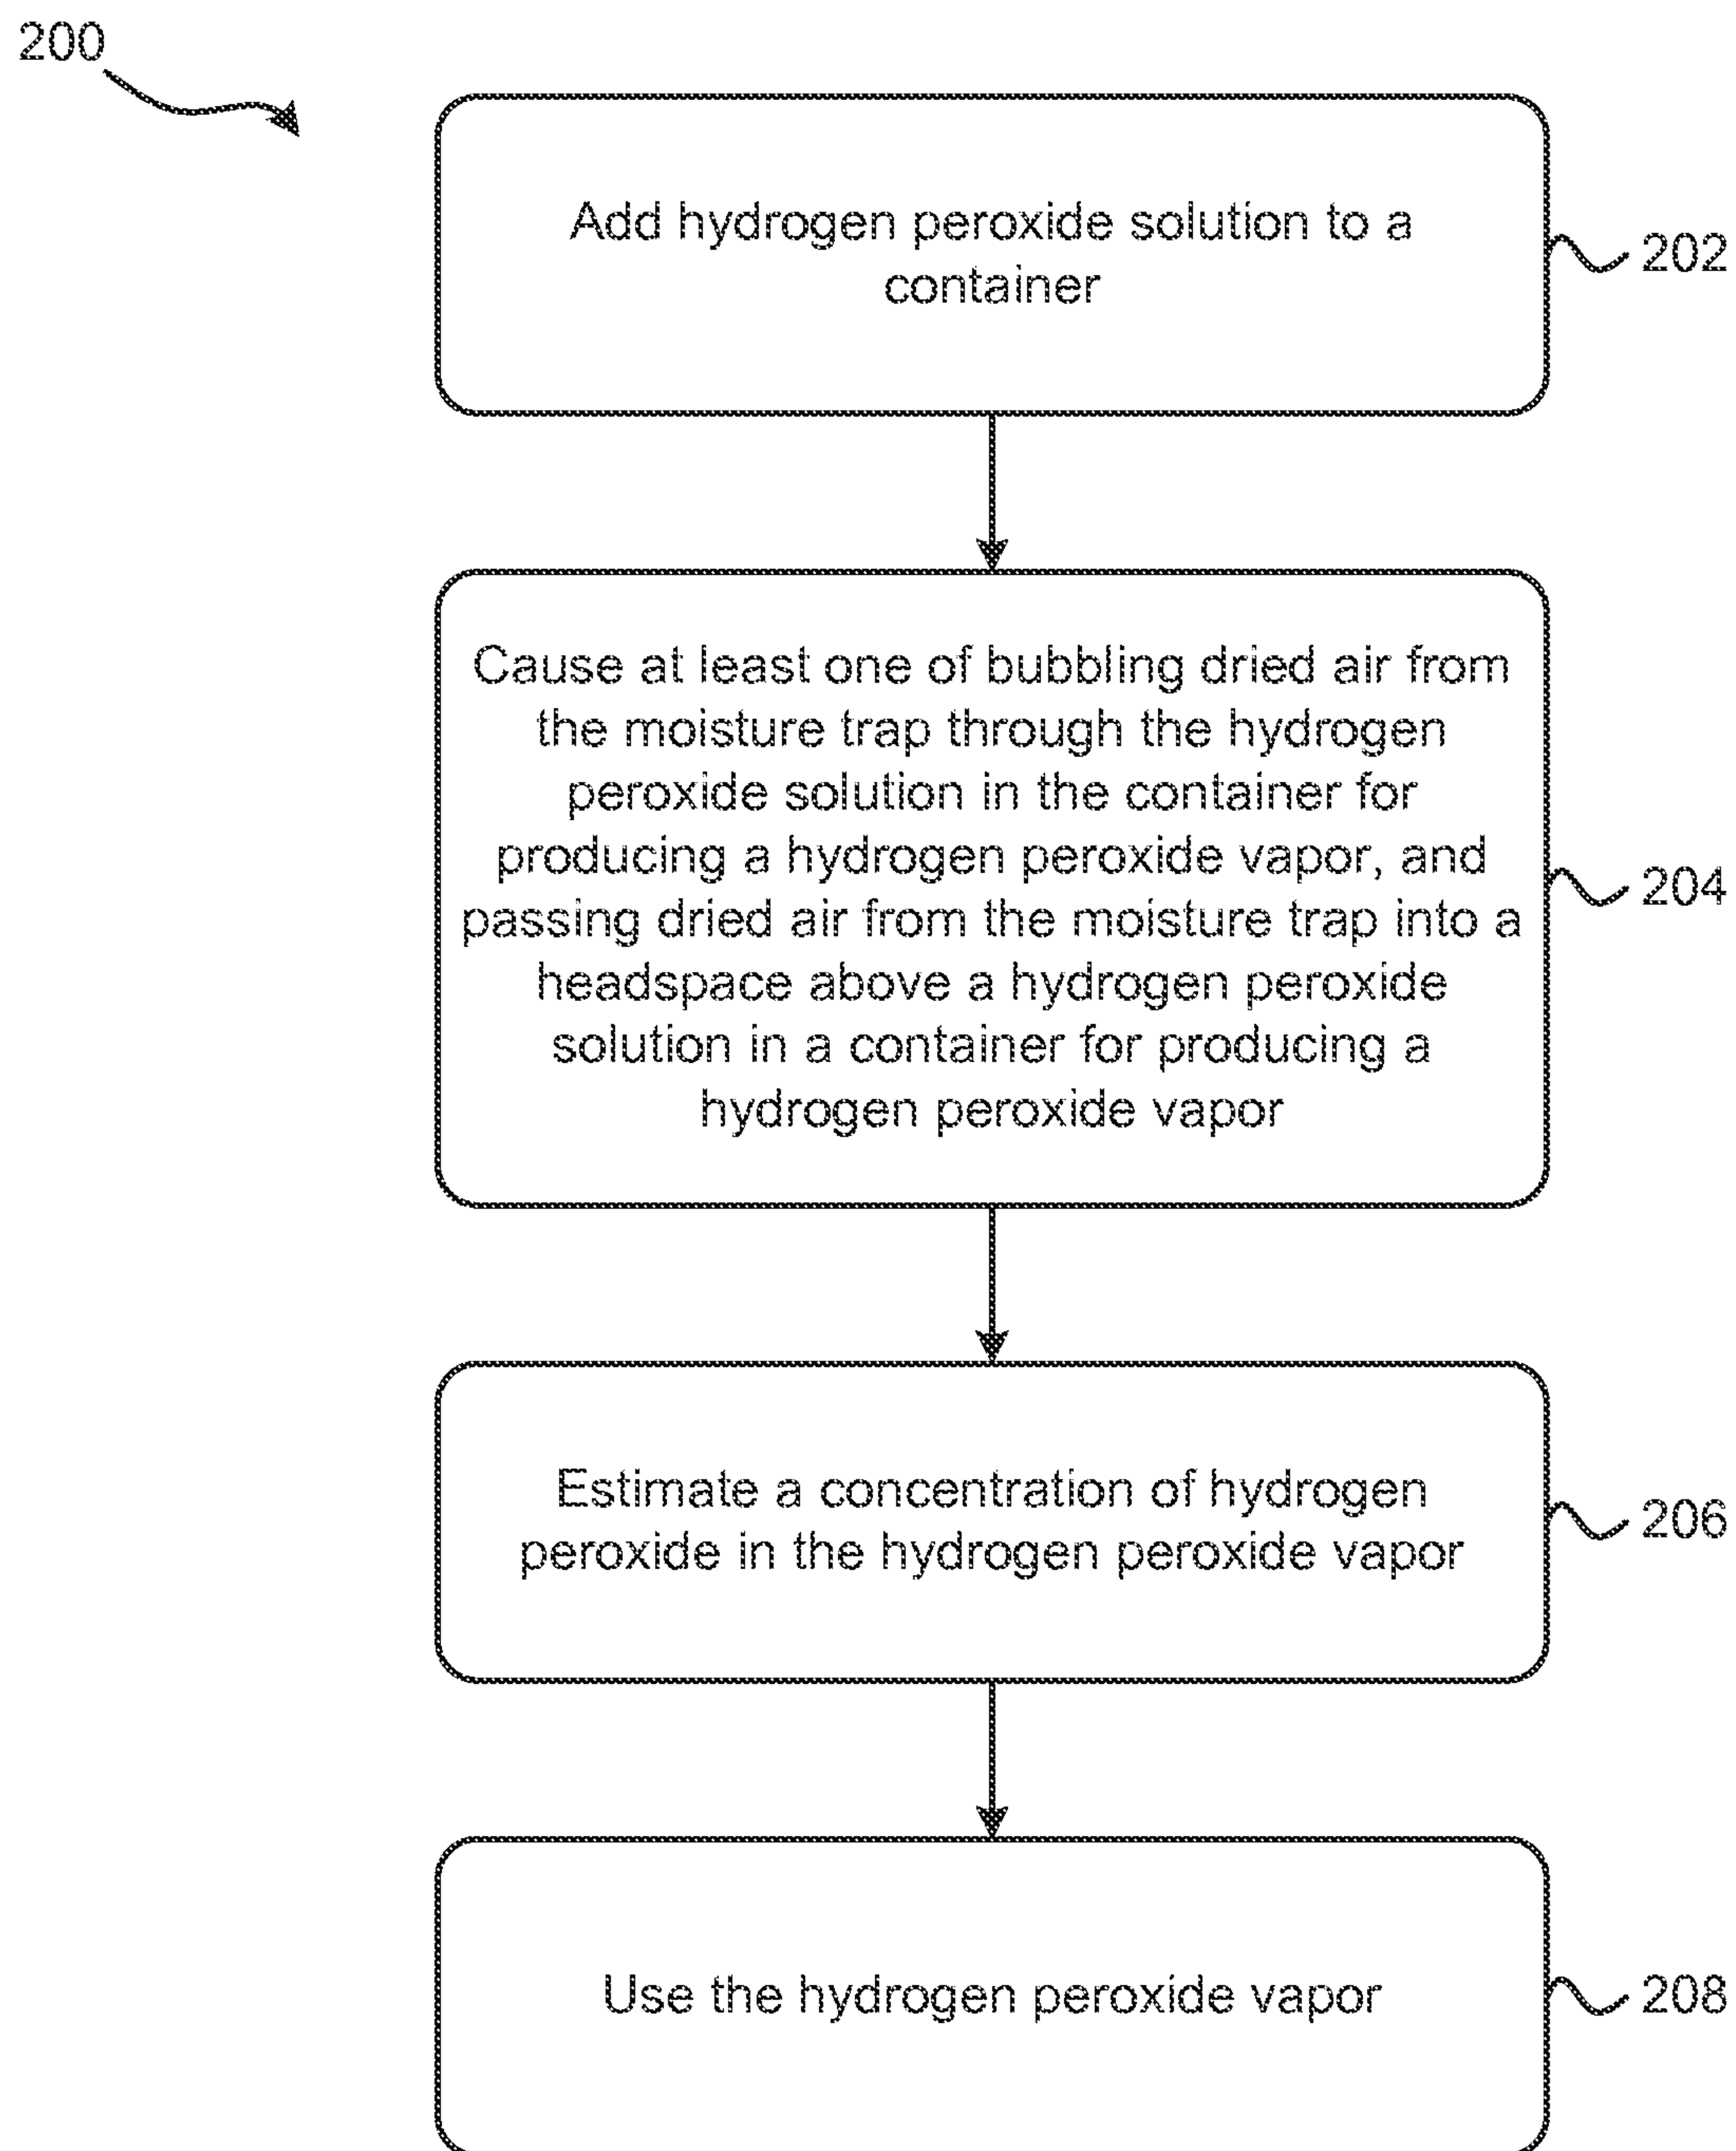 200
Add hydrogen peroxide solution to a
container
202
Cause at least one of bubbling dried air from
the moisture trap through the hydrogen
peroxide solution in the container for
producing a hydrogen peroxide vapor, and
passing dried air from the moisture trap into a
headspace above a hydrogen peroxide
solution in a container for producing a
hydrogen peroxide vapor
204
Estimate a concentration of hydrogen
peroxide in the hydrogen peroxide vapor
206
Use the hydrogen peroxide vapor
208